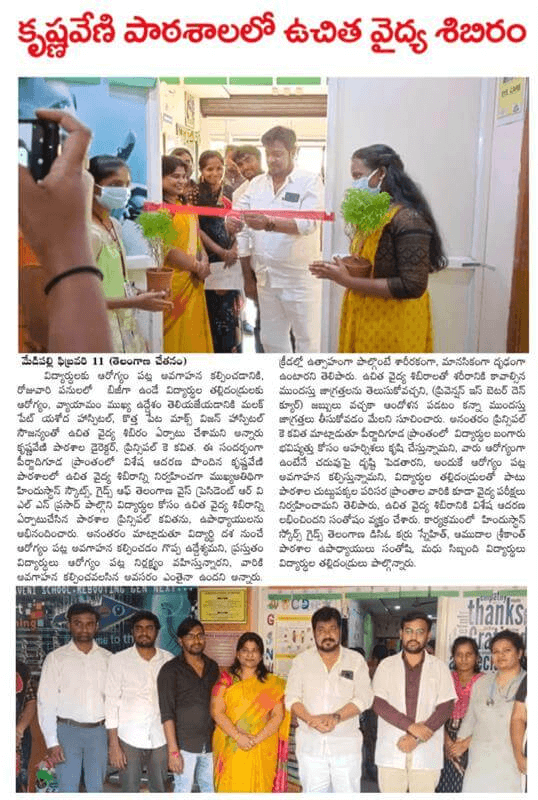 కృష్ణవేణి పాఠశాలలో ఉచిత వైద్య శిబిరం
మేడిపల్లి ఫిబ్రవరి 11 (తెలంగాణ చేతనం)
విద్యార్థులకు ఆరోగ్యం పట్ల అవగాహన కల్పించడానికి,
రోజువారి పనులలో బిజీగా ఉండే విద్యార్థుల తల్లిదండ్రులకు
ఆరోగ్యం, వ్యాయామం ముఖ్య ఉద్దేశం తెలియజేయడానికి మలక్
పేట్ యశోద హాస్పిటల్, కొత్త పేట మాక్స్ విజన్ హాస్పిటల్
సౌజన్యంతో ఉచిత వైద్య శిబిరం ఏర్పాటు చేశామని అన్నారు
కృష్ణవేణి పాఠశాల డైరెక్టర్, ప్రిన్సిపల్ కె కవిత. ఈ సందర్భంగా
పీర్జాదిగూడ ప్రాంతంలో విశేష ఆదరణ పొందిన కృష్ణవేణి
పాఠశాలలో ఉచిత వైద్య శిబిరాన్ని నిర్వహించగా ముఖ్యఅతిథిగా
హిందుస్తాన్ స్కౌట్స్, గైడ్స్ ఆఫ్ తెలంగాణ వైస్ ప్రెసిడెంట్ ఆర్ వి
ఎల్ ఎన్ ప్రసాద్ పాల్గొని విద్యార్థుల కోసం ఉచిత వైద్య శిబిరాన్ని
ఏర్పాటుచేసిన పాఠశాల ప్రిన్సిపల్ కవితను, ఉపాధ్యాయులను
అభినందించారు. అనంతరం మాట్లాడుతూ విద్యార్థి దశ నుంచే
ఆరోగ్యం పట్ల అవగాహన కల్పించడం గొప్ప ఉద్దేశ్యమని, ప్రస్తుతం
విద్యార్థులు ఆరోగ్యం పట్ల నిర్లక్ష్యం వహిస్తున్నారని, వారికి
అవగాహన కల్పించవలసిన అవసరం ఎంతైనా ఉందని అన్నారు.
క్రీడల్లో ఉత్సాహంగా పాల్గొంటే శారీరకంగా, మానసికంగా దృఢంగా
ఉంటారని తెలిపారు. ఉచిత వైద్య శిబిరాలతో శరీరానికి కావాల్సిన
ముందస్తు జాగ్రత్తలను తెలుసుకోవచ్చని, (ప్రివెన్షన్ ఇన్ బెటర్ దెన్
క్యూర్) జబ్బులు వచ్చాక ఆందోళన పడటం కన్నా ముందస్తు
జాగ్రత్తలు తీసుకోవడం మేలని సూచించారు. అనంతరం ప్రిన్సిపల్
కె కవిత మాట్లాడుతూ పీర్జాదిగూడ ప్రాంతంలో విద్యార్థుల బంగారు
భవిష్యత్తు కోసం అహర్నిశలు కృషి చేస్తున్నామని, వారు ఆరోగ్యంగా
ఉంటేనే చదువుపై దృష్టి పెడతారని, అందుకే ఆరోగ్యం పట్ల
అవగాహన కల్పిస్తున్నామని, విద్యార్థుల తల్లిదండ్రులతో పాటు
పాఠశాల చుట్టుపక్కల పరిసర ప్రాంతాల వారికి కూడా వైద్య పరీక్షలు
నిర్వహించామని తెలిపారు. ఉచిత వైద్య శిబిరానికి విశేష ఆదరణ
లభించిందని సంతోషం వ్యక్తం చేశారు. కార్యక్రమంలో హిందుస్తాన్
స్కౌర్స్ గైడ్స్ తెలంగాణ డిసిఓ కర్రు స్నేహిత్, ఆముదాల శ్రీకాంత్
పాఠశాల ఉపాధ్యాయులు సంతోషి, మధు సిబ్బంది విద్యార్థులు
విద్యార్థుల తల్లిదండ్రులు పాల్గొన్నారు.
VENI SCHOOL.REBOOTING GEN NEXT
thanks